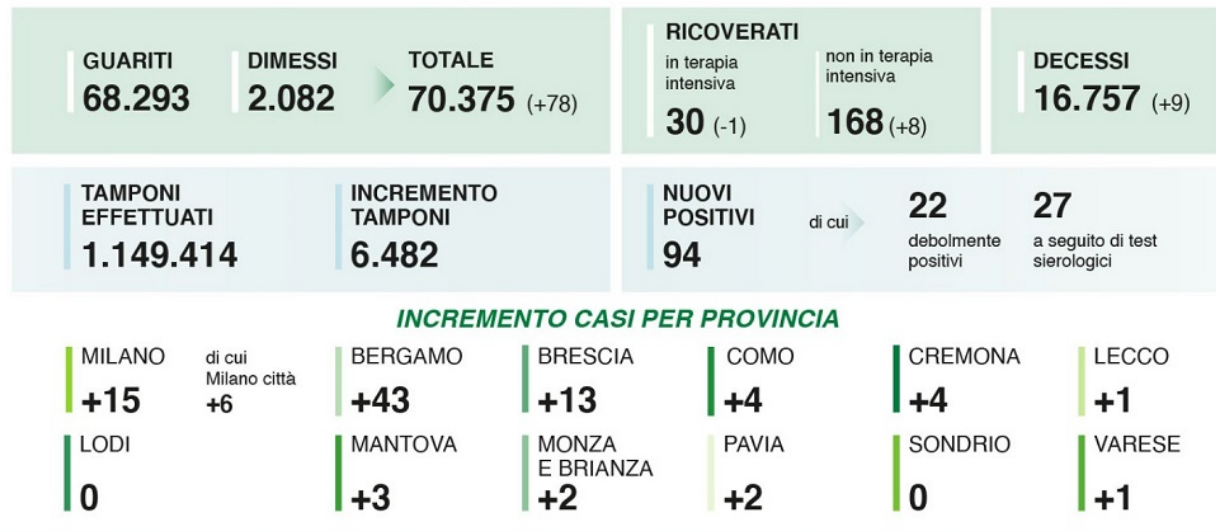 GUARITI
68.293
DIMESSI
2.082
TOTALE
70.375 (+78)
RICOVERATI
in terapia
intensiva
30 (-1)
non in terapia
intensiva
168 (+8)
DECESSI
16.757 (+9)
TAMPONI
EFFETTUATI
1.149.414
INCREMENTO
TAMPONI
6.482
NUOVI
POSITIVI
94
di cui
22
debolmente
positivi
27
a seguito di test
sierologici
INCREMENTO CASI PER PROVINCIA
MILANO
+15
di cui
Milano città
+6
BERGAMO
+43
BRESCIA
+13
COMO
+4
CREMONA
+4
LECCO
+1
LODI
0
MANTOVA
+3
MONZA
E BRIANZA
+2
PAVIA
+2
SONDRIO
0
VARESE
+1